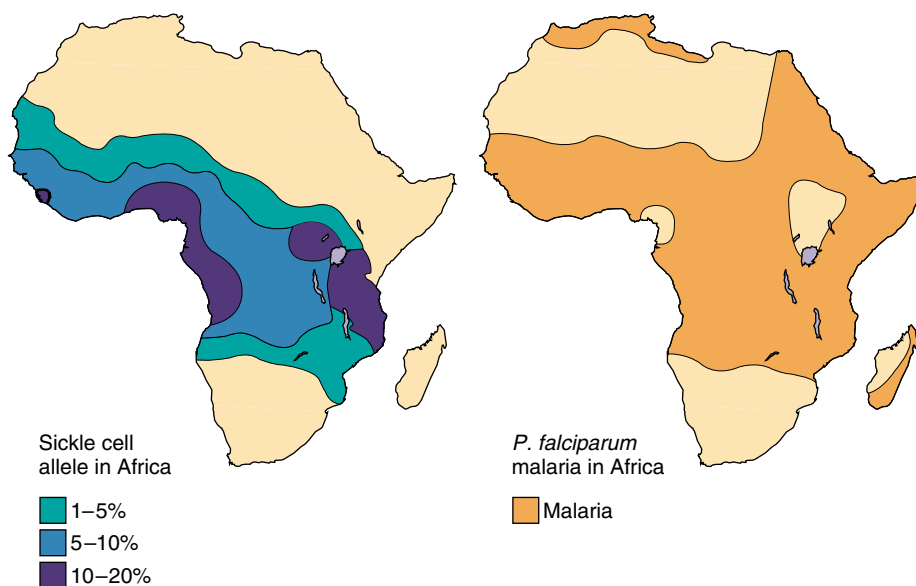 Sickle cell
allele in Africa
1–5%
5–10%
10–20%
P. falciparum
malaria in Africa
Malaria